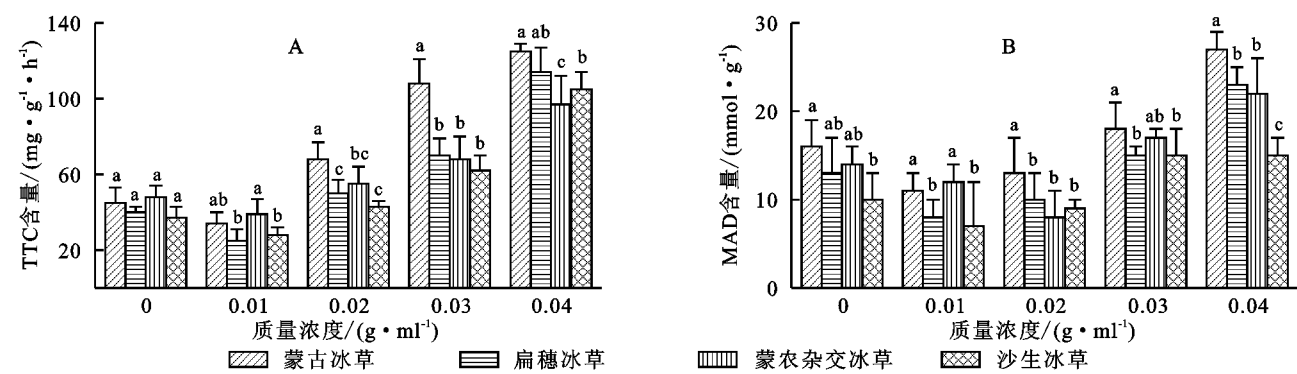 TTC含量/(mg·g⁻¹·h⁻¹)
140
100
60
20
A
a a a a
ab b a b
a c bc c
a b b b
a ab c b
0 0.01 0.02 0.03 0.04
质量浓度/(g·ml⁻¹)
MAD含量/(nmol·g⁻¹)
30
20
10
0
B
a ab ab b
a b a b
a b b b
a b ab a
a b b c
0 0.01 0.02 0.03 0.04
质量浓度/(g·ml⁻¹)
蒙古冰草 扁穗冰草 蒙农杂交冰草 沙生冰草